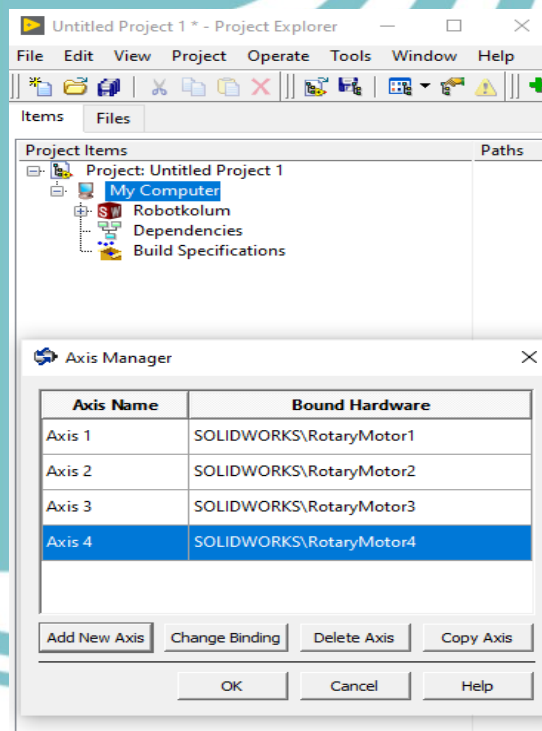 Untitled Project 1 * - Project Explorer
File Edit View Project Operate Tools Window Help
Items Files
Project Items Paths
Project: Untitled Project 1
My Computer
SW Robotkolum
Dependencies
Build Specifications
Axis Manager
Axis Name Bound Hardware
Axis 1 SOLIDWORKS\RotaryMotor1
Axis 2 SOLIDWORKS\RotaryMotor2
Axis 3 SOLIDWORKS\RotaryMotor3
Axis 4 SOLIDWORKS\RotaryMotor4
Add New Axis Change Binding Delete Axis Copy Axis
OK Cancel Help